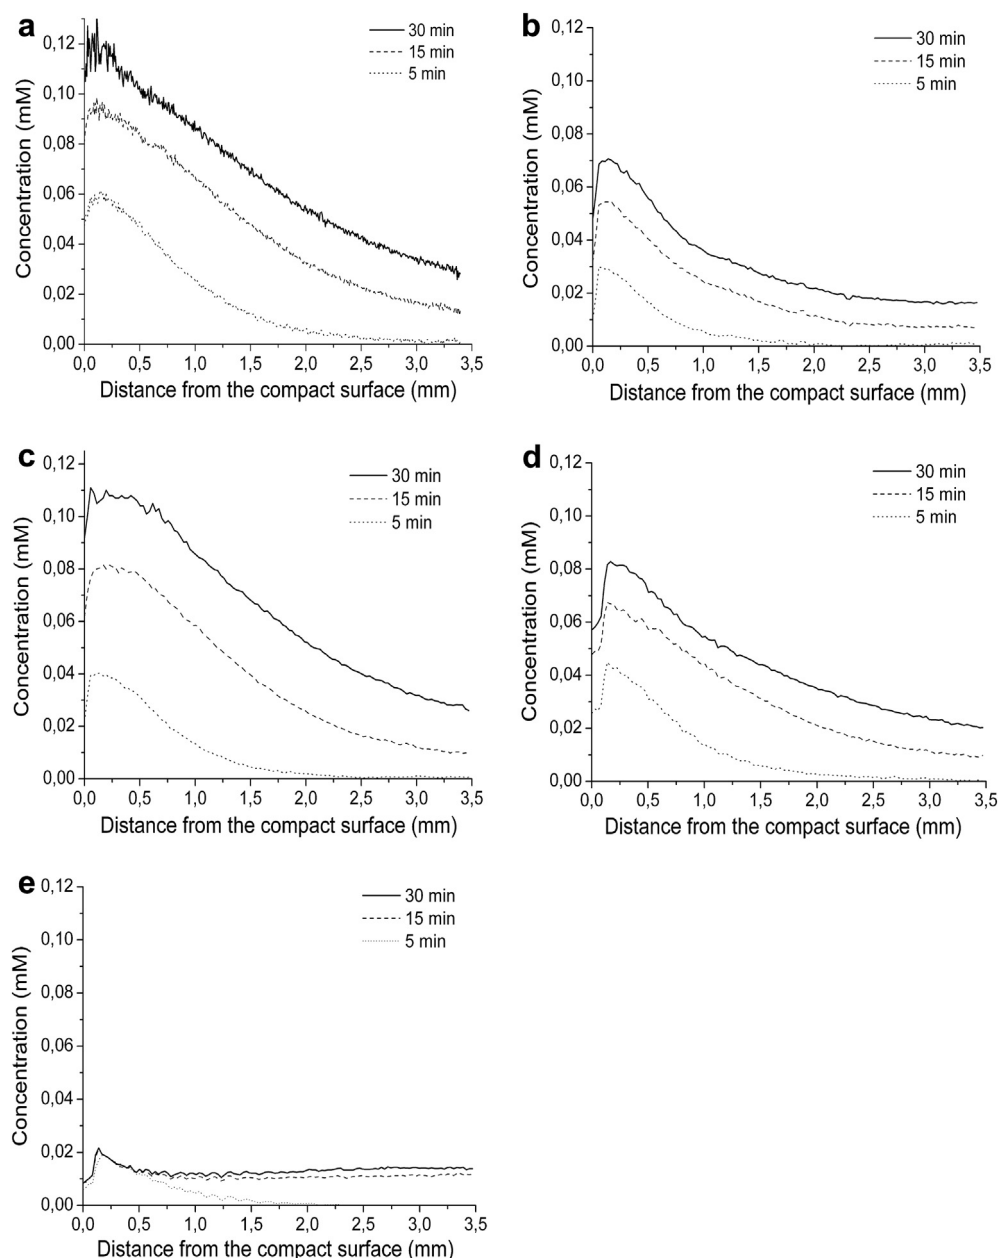 a
0,12
0,10
0,08
0,06
0,04
0,02
0,00
Concentration (mM)
30 min
15 min
5 min
0,0 0,5 1,0 1,5 2,0 2,5 3,0 3,5
Distance from the compact surface (mm)
b
0,12
0,10
0,08
0,06
0,04
0,02
0,00
Concentration (mM)
30 min
15 min
5 min
0,0 0,5 1,0 1,5 2,0 2,5 3,0 3,5
Distance from the compact surface (mm)
c
0,12
0,10
0,08
0,06
0,04
0,02
0,00
Concentration (mM)
30 min
15 min
5 min
0,0 0,5 1,0 1,5 2,0 2,5 3,0 3,5
Distance from the compact surface (mm)
d
0,12
0,10
0,08
0,06
0,04
0,02
0,00
Concentration (mM)
30 min
15 min
5 min
0,0 0,5 1,0 1,5 2,0 2,5 3,0 3,5
Distance from the compact surface (mm)
e
0,12
0,10
0,08
0,06
0,04
0,02
0,00
Concentration (mM)
30 min
15 min
5 min
0,0 0,5 1,0 1,5 2,0 2,5 3,0 3,5
Distance from the compact surface (mm)